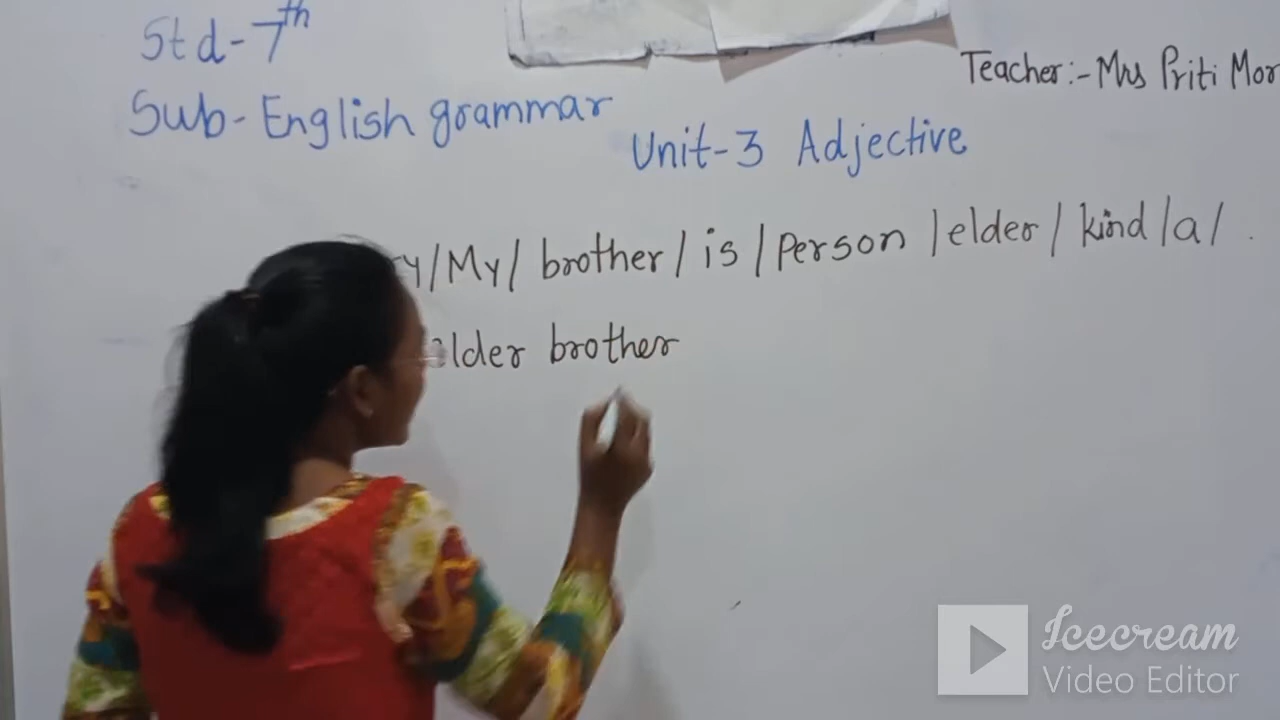 Std-7th
Teacher:- Mrs Priti Mor
Sub-English grammar
Unit-3 Adjective
/My/ brother/ is /person /elder/ kind /a/ .
elder brother
Icecream
Video Editor